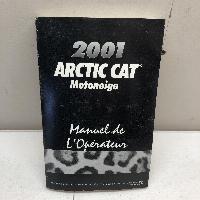 2001
ARCTIC CAT®
Motoneige
Manuel de
L'Opérateur